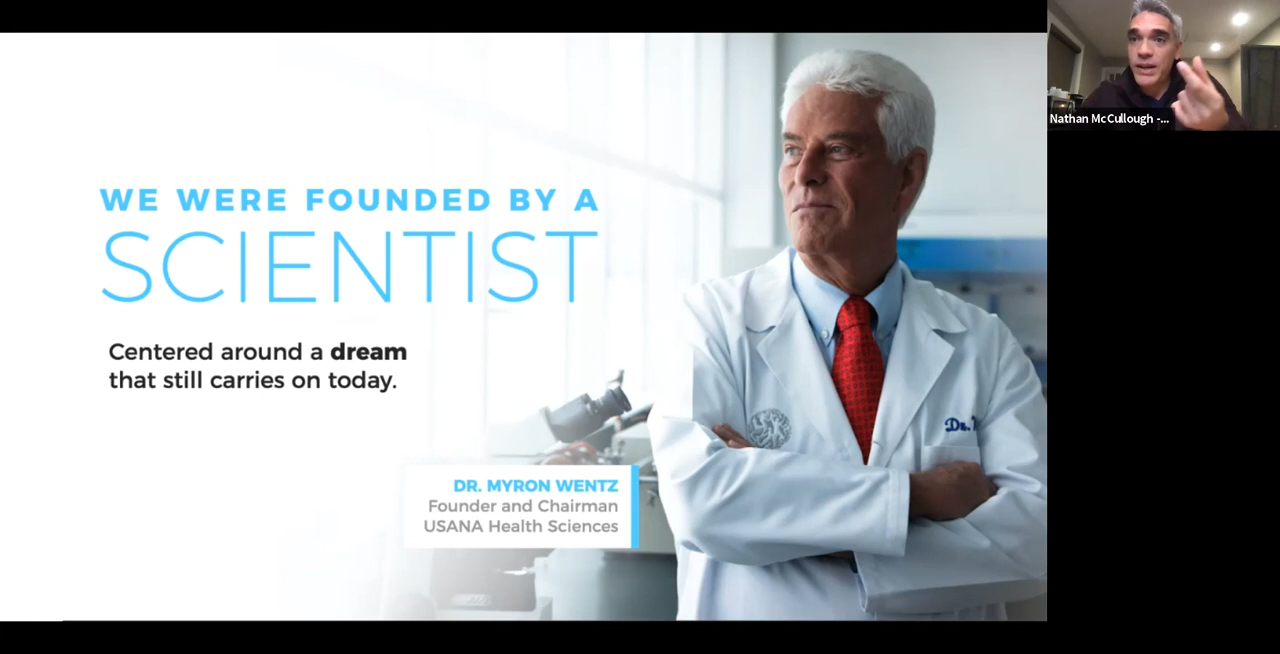 WE WERE FOUNDED BY A
SCIENTIST
Centered around a dream
that still carries on today.
DR. MYRON WENTZ
Founder and Chairman
USANA Health Sciences
Dr.
Nathan McCullough -...